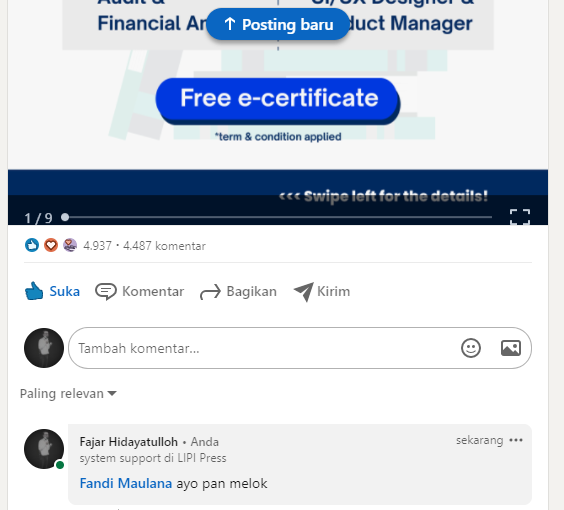 Audit &
UI/UX Designer &
Financial An
duct Manager
↑ Posting baru
Free e-certificate
*term & condition applied
<<< Swipe left for the details!
1 / 9
4.937 • 4.487 komentar
Suka
Komentar
Bagikan
Kirim
Tambah komentar...
Paling relevan
Fajar Hidayatulloh • Anda
sekarang •••
system support di LIPI Press
Fandi Maulana ayo pan melok